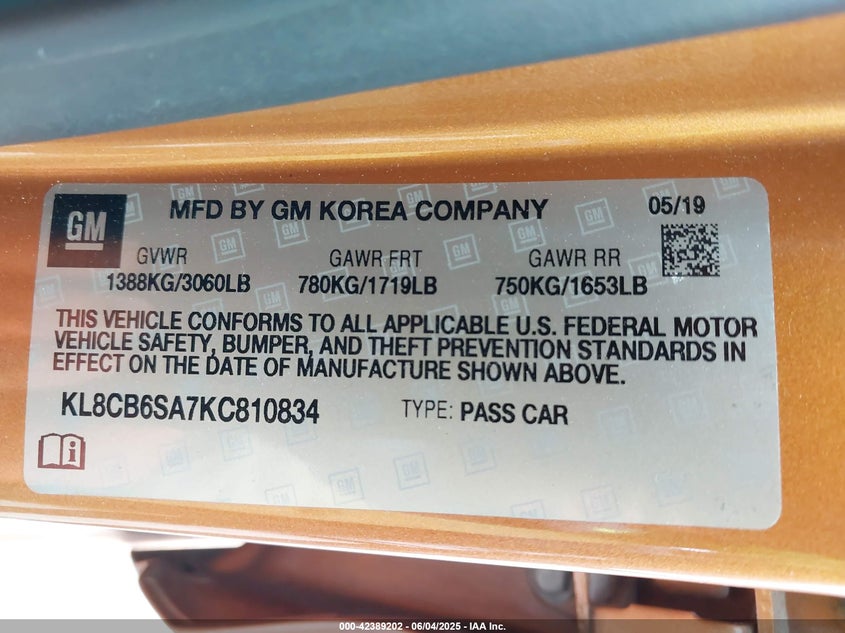 GM
MFD BY GM KOREA COMPANY
05/19
GVWR GAWR FRT GAWR RR
1388KG/3060LB 780KG/1719LB 750KG/1653LB
THIS VEHICLE CONFORMS TO ALL APPLICABLE U.S. FEDERAL MOTOR
VEHICLE SAFETY, BUMPER, AND THEFT PREVENTION STANDARDS IN
EFFECT ON THE DATE OF MANUFACTURE SHOWN ABOVE.
KL8CB6SA7KC810834 TYPE: PASS CAR
000-42389202 - 06/04/2025 - IAA Inc.